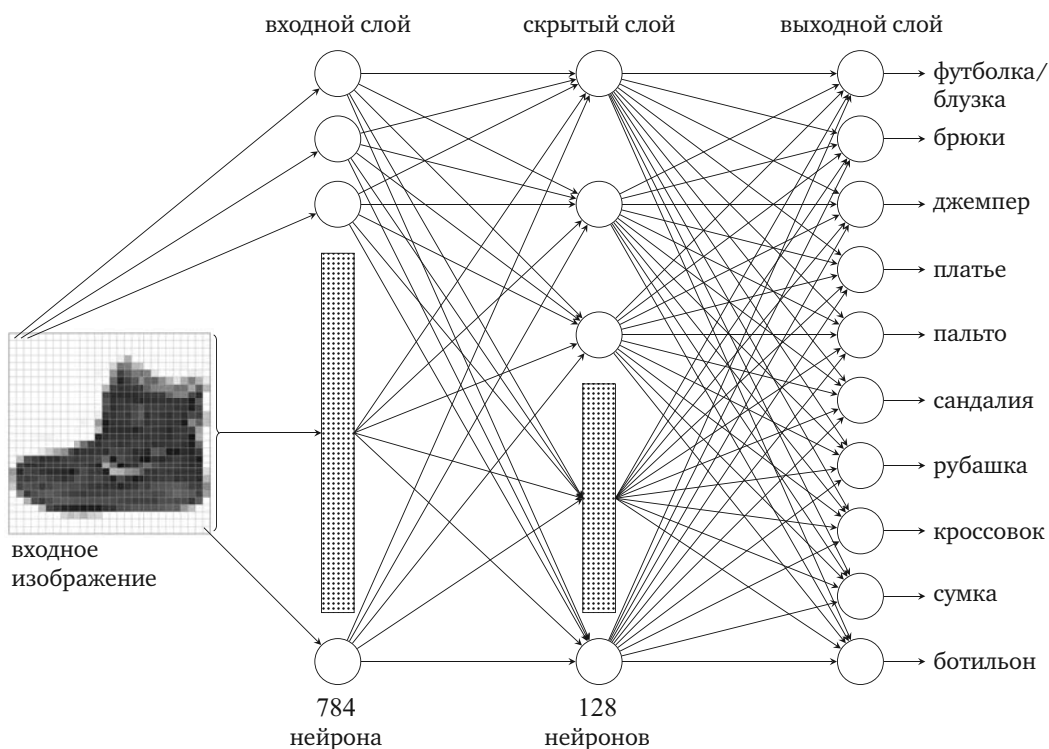 входной слой
скрытый слой
выходной слой
футболка/
блузка
брюки
джемпер
платье
пальто
сандалия
рубашка
кроссовок
сумка
ботильон
входное
изображение
784
нейрона
128
нейронов